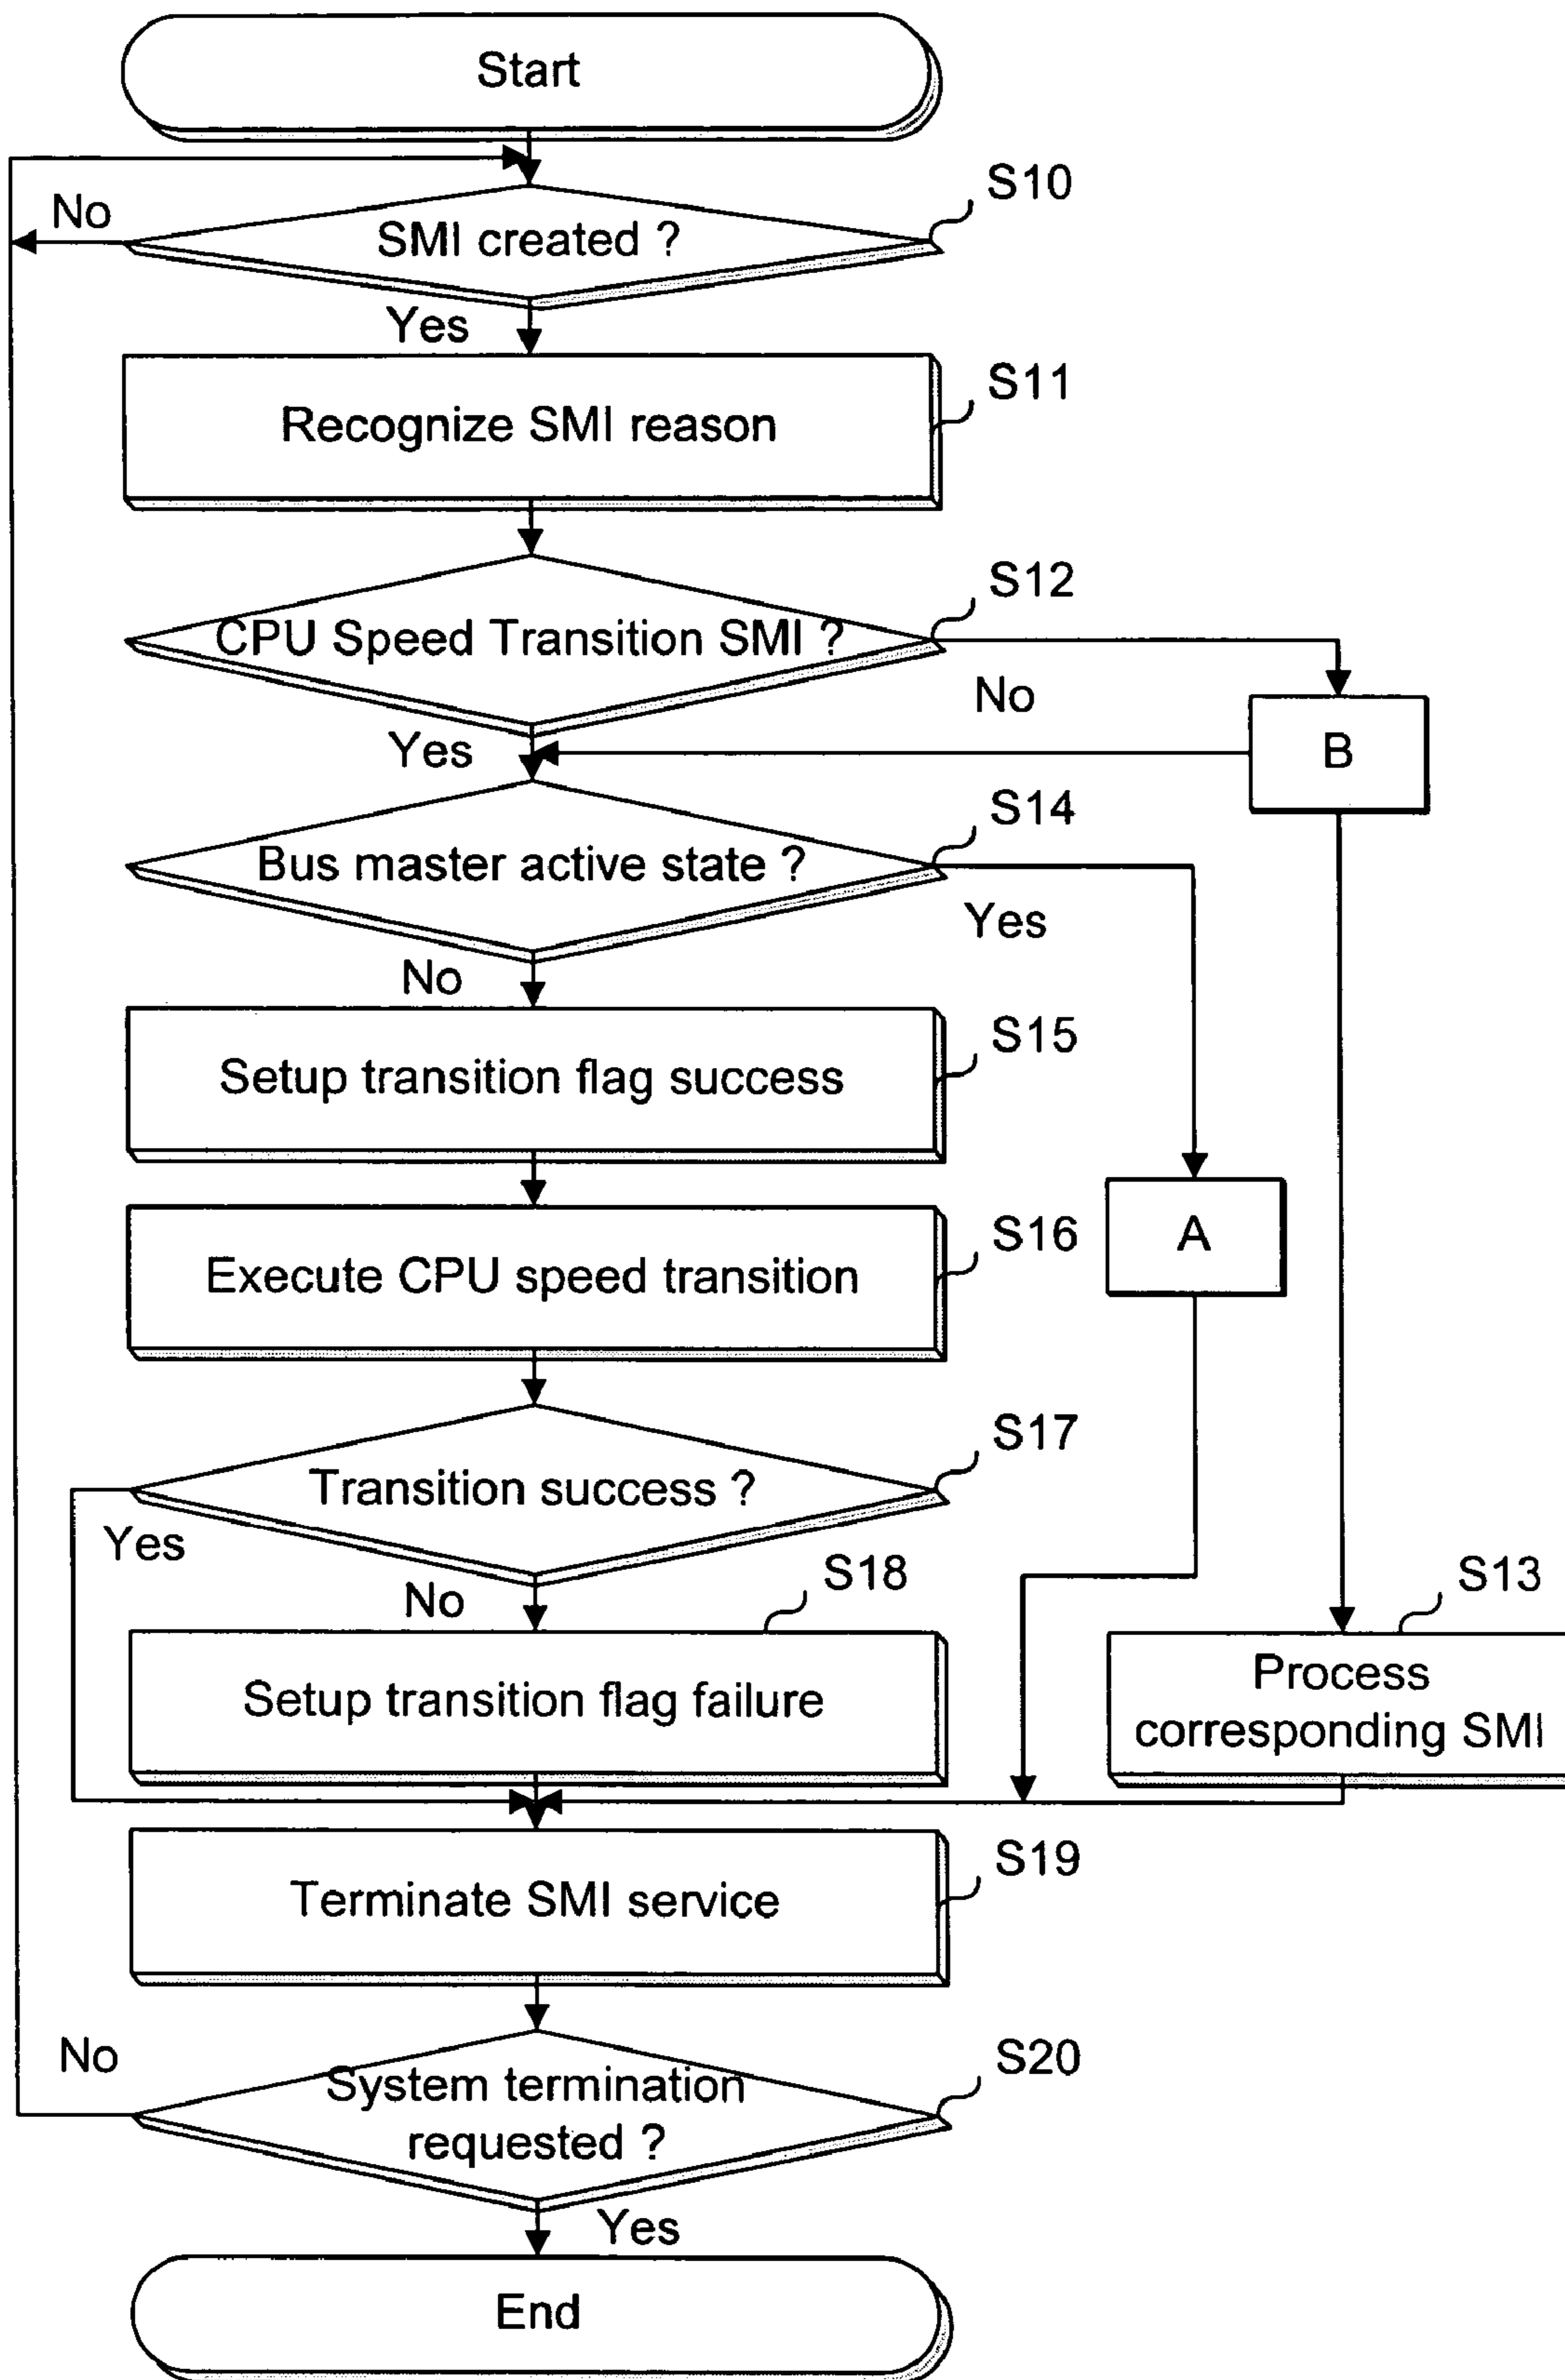 Start
S10
No
SMI created ?
Yes
S11
Recognize SMI reason
S12
CPU Speed Transition SMI ?
No
Yes
B
S14
Bus master active state ?
Yes
No
S15
Setup transition flag success
S16
A
Execute CPU speed transition
S17
Transition success ?
Yes
No
S18
S13
Setup transition flag failure
Process
corresponding SMI
S19
Terminate SMI service
No
S20
System termination
requested ?
Yes
End